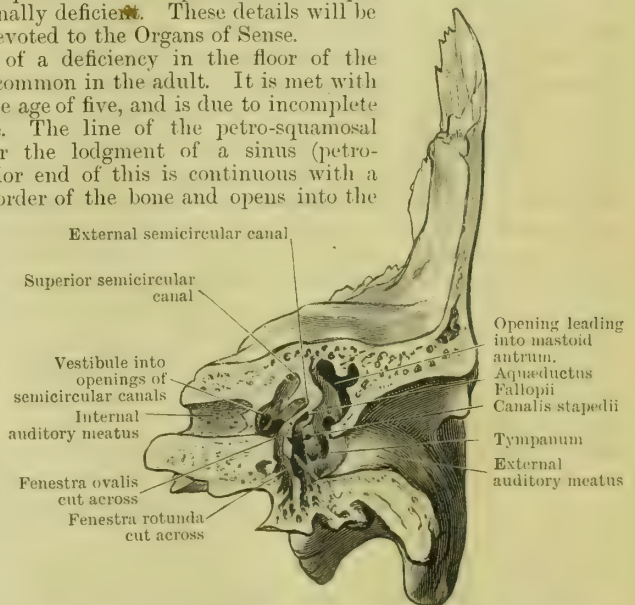 nally deficient. These details will be
evoted to the Organs of Sense.
of a deficiency in the floor of the
common in the adult. It is met with
e age of five, and is due to incomplete
The line of the petro-squamosal
r the lodgment of a sinus (petro-
ior end of this is continuous with a
order of the bone and opens into the
External semicircular canal
Superior semicircular
canal
Vestibule into
openings of
semicircular canals
Internal
auditory meatus
Fenestra ovalis
cut across
Fenestra rotunda
cut across
Opening leading
into mastoid
antrum.
Aquæductus
Fallopii
Canalis stapedii
Tympanum
External
auditory meatus